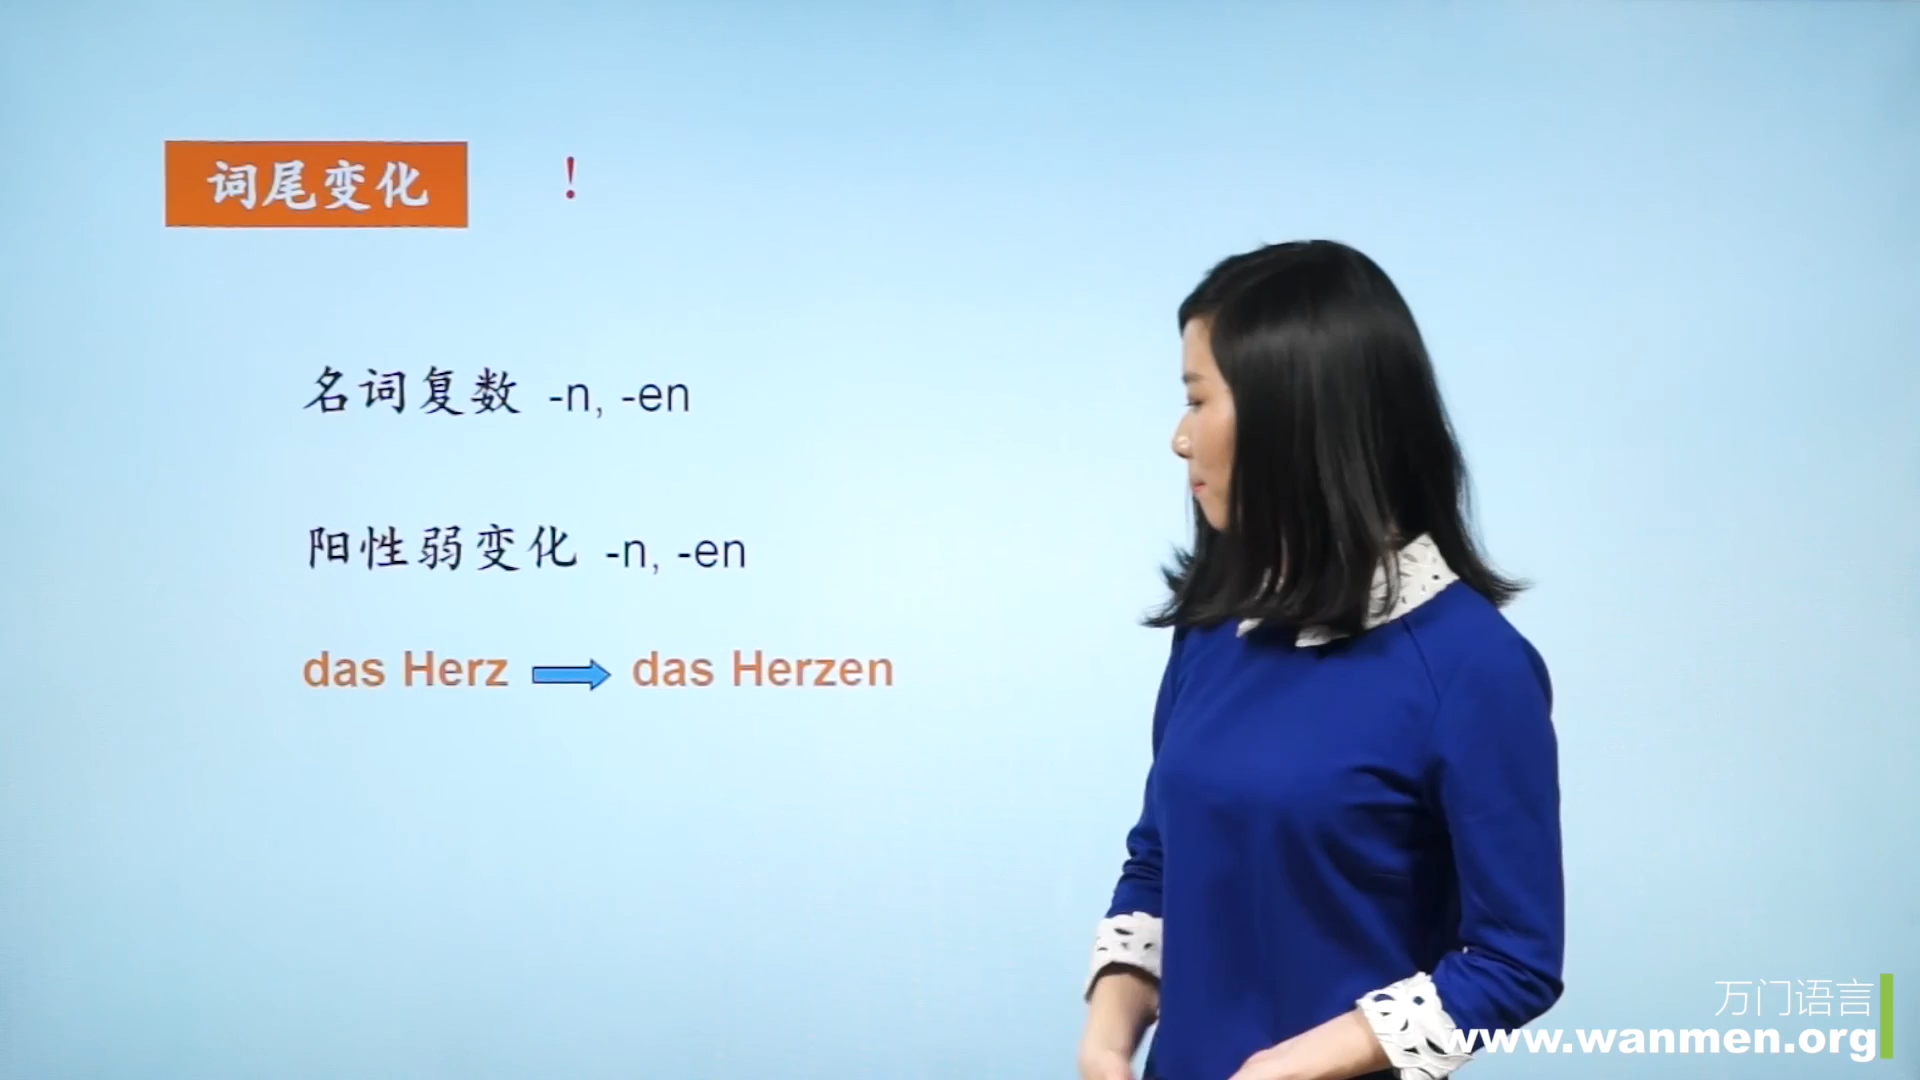 词尾变化 !
名词复数 -n, -en
阳性弱变化 -n, -en
das Herz das Herzen
万门语言
www.wanmen.org